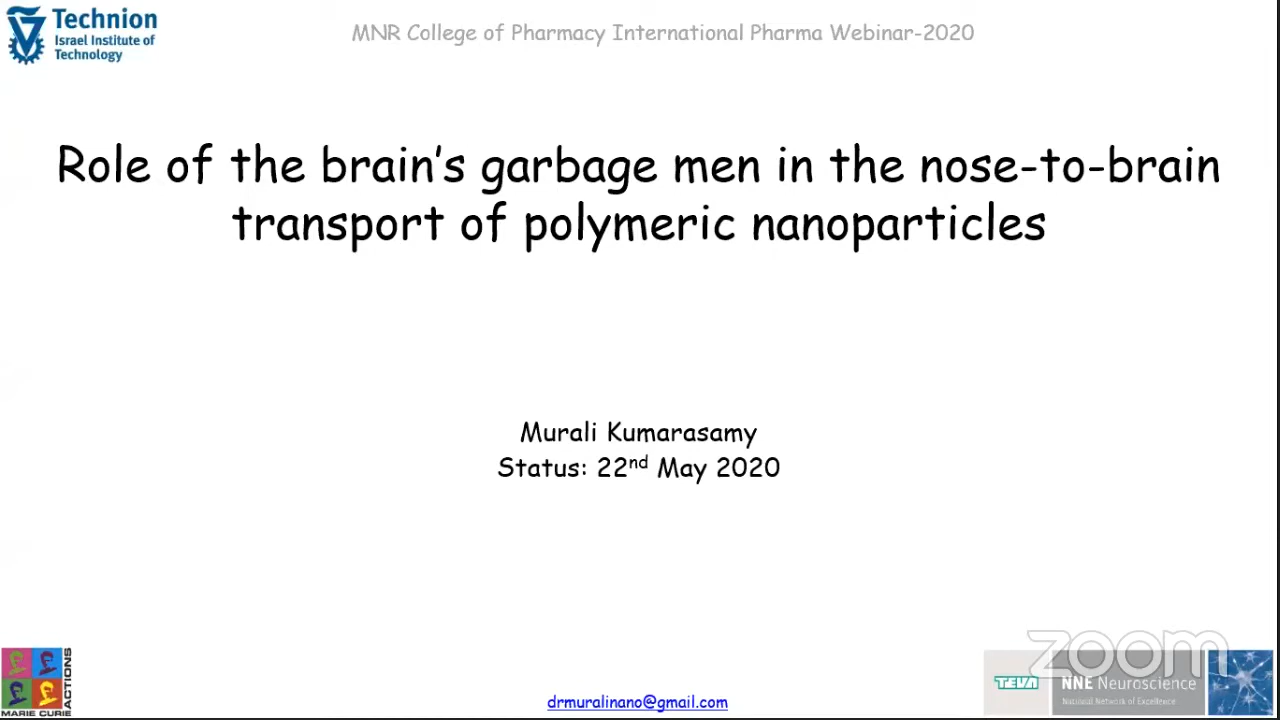 Technion
Israel Institute of
Technology
MNR College of Pharmacy International Pharma Webinar-2020
Role of the brain's garbage men in the nose-to-brain
transport of polymeric nanoparticles
Murali Kumarasamy
Status: 22nd May 2020
MARIE CURIE
ACTIONS
drmuralinano@gmail.com
zoom
TEVA
NNE Neuroscience
National Network of Excellence